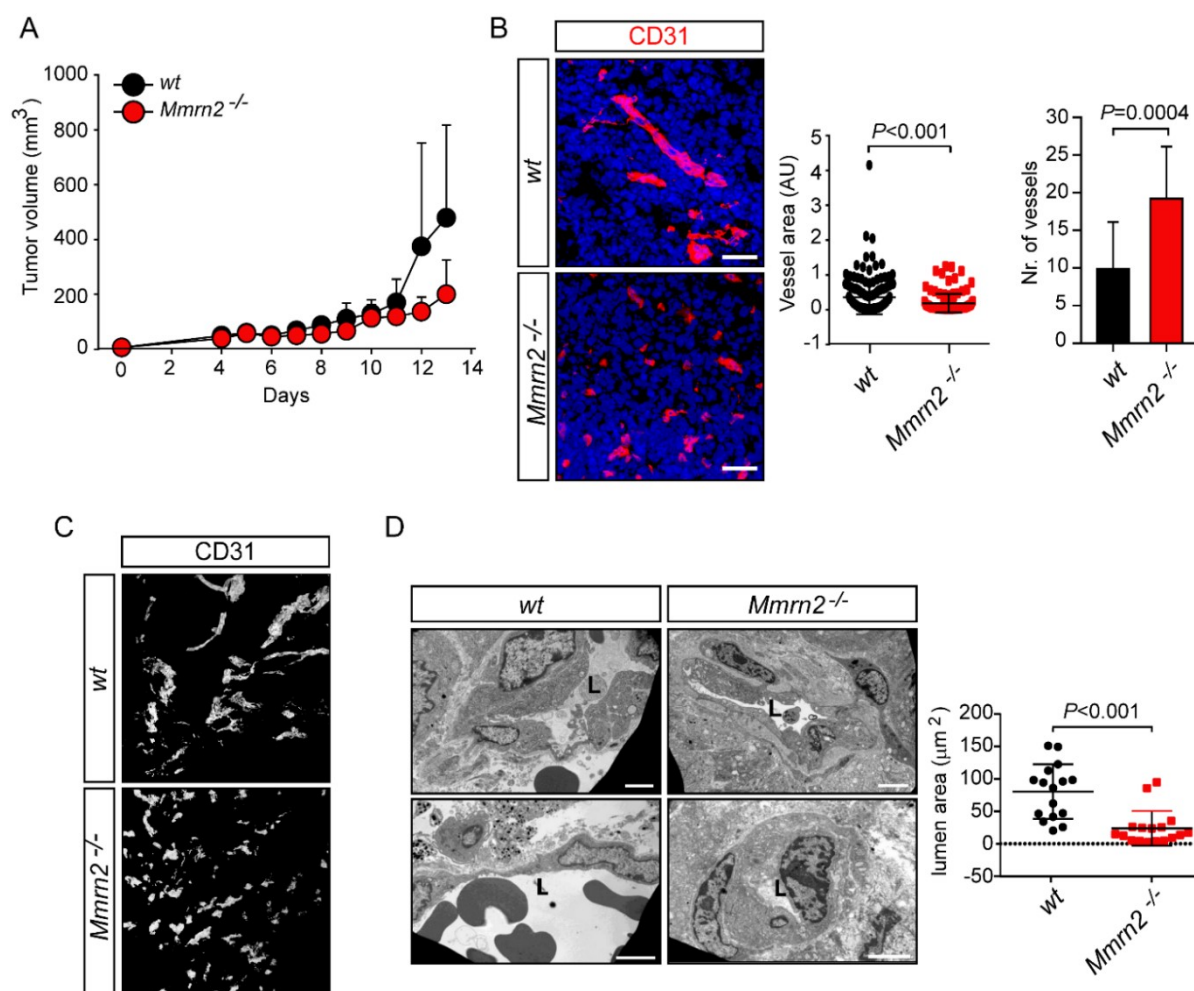 A
wt
Mmrn2 -/-
Tumor volume (mm3)
1000
800
600
400
200
0
0 2 4 6 8 10 12 14
Days
B
CD31
wt
Mmrn2 -/-
Vessel area (AU)
P<0.001
5
4
3
2
1
0
-1
wt
Mmrn2 -/-
Nr. of vessels
P=0.0004
30
25
20
15
10
5
0
wt
Mmrn2 -/-
C
CD31
wt
Mmrn2 -/-
D
wt
Mmrn2 -/-
L
L
L
L
lumen area (µm 2)
P<0.001
200
150
100
50
0
-50
wt
Mmrn2 -/-